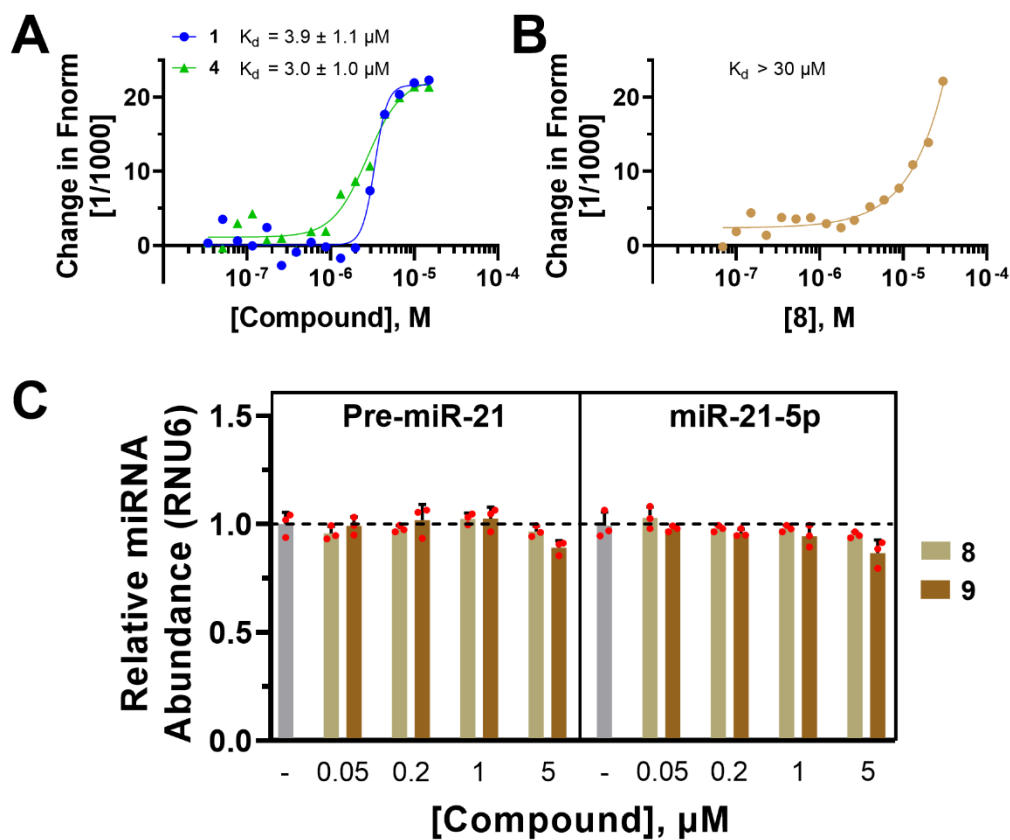 A
1 Kd = 3.9 ± 1.1 µM
4 Kd = 3.0 ± 1.0 µM
Change in Fnorm
[1/1000]
20
10
0
10-7 10-6 10-5 10-4
[Compound], M
B
Kd > 30 µM
Change in Fnorm
[1/1000]
20
10
0
10-7 10-6 10-5 10-4
[8], M
C
Relative miRNA
Abundance (RNU6)
1.5
1.0
0.5
0.0
Pre-miR-21 miR-21-5p
- 0.05 0.2 1 5 - 0.05 0.2 1 5
[Compound], µM
8
9